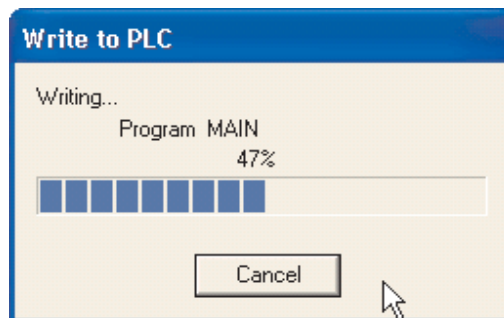 Write to PLC
Writing...
Program MAIN
47%
Cancel